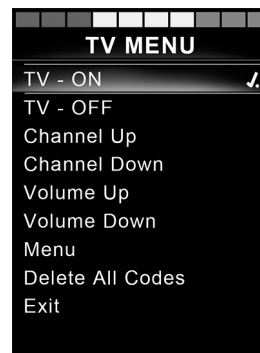 TV MENU
TV - ON
TV - OFF
Channel Up
Channel Down
Volume Up
Volume Down
Menu
Delete All Codes
Exit